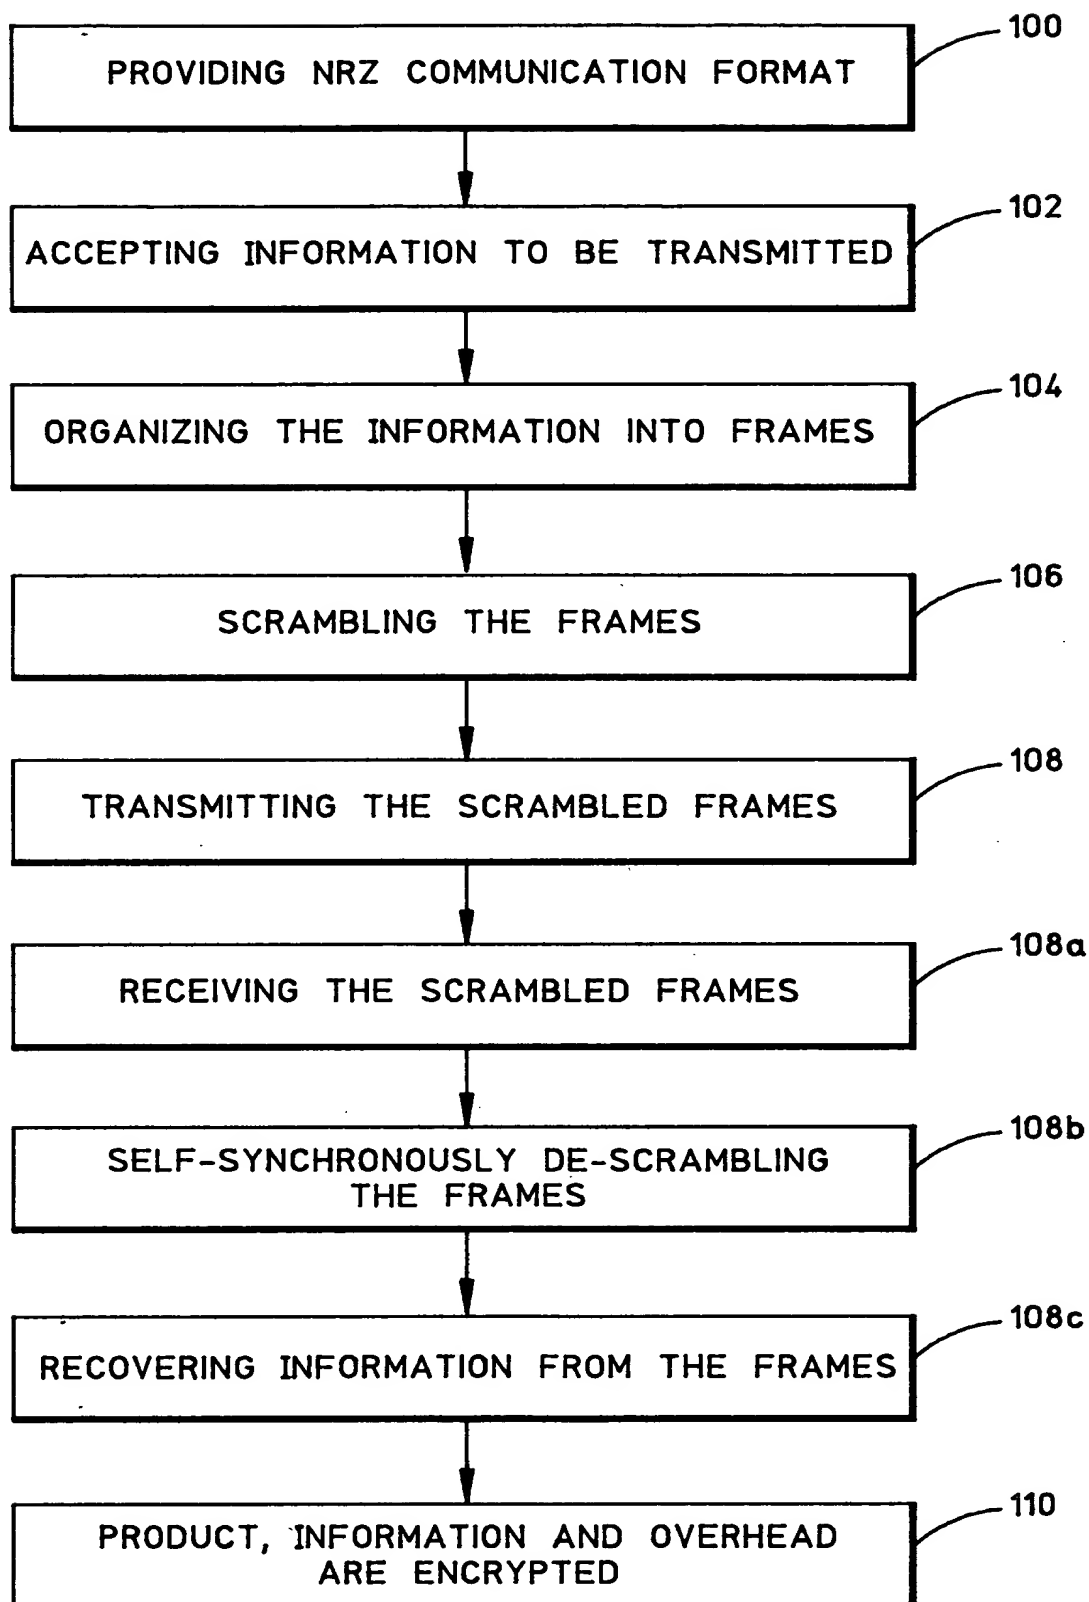 100
PROVIDING NRZ COMMUNICATION FORMAT
102
ACCEPTING INFORMATION TO BE TRANSMITTED
104
ORGANIZING THE INFORMATION INTO FRAMES
106
SCRAMBLING THE FRAMES
108
TRANSMITTING THE SCRAMBLED FRAMES
108a
RECEIVING THE SCRAMBLED FRAMES
108b
SELF-SYNCHRONOUSLY DE-SCRAMBLING
THE FRAMES
108c
RECOVERING INFORMATION FROM THE FRAMES
110
PRODUCT, INFORMATION AND OVERHEAD
ARE ENCRYPTED